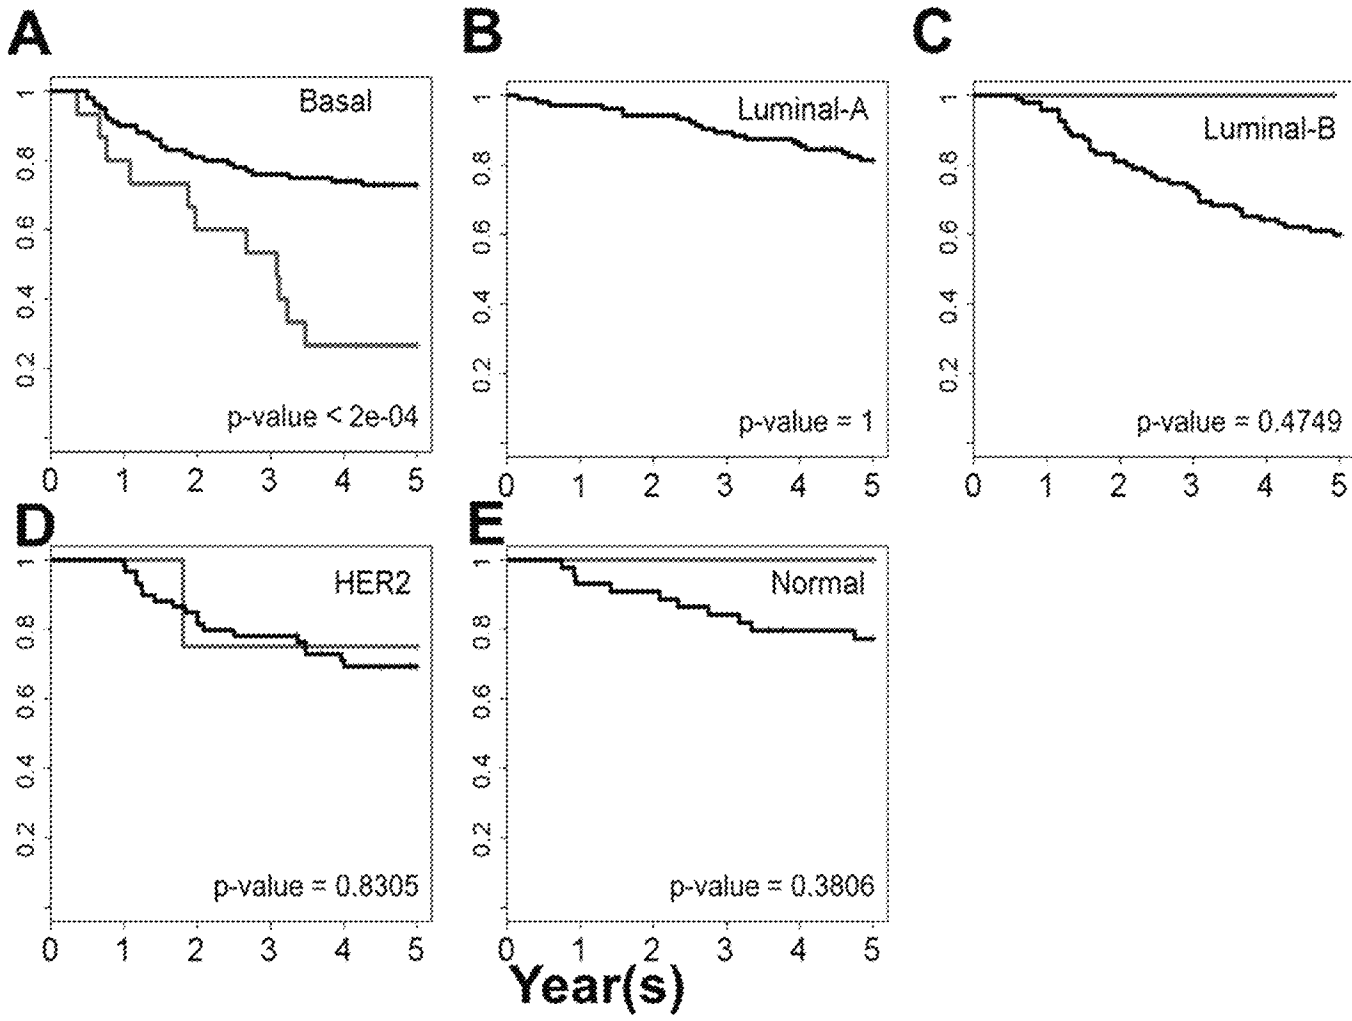 A
Basal
1
0.8
0.6
0.4
0.2
p-value < 2e-04
0 1 2 3 4 5
B
Luminal-A
1
0.8
0.6
0.4
0.2
p-value = 1
0 1 2 3 4 5
C
Luminal-B
1
0.8
0.6
0.4
0.2
p-value = 0.4749
0 1 2 3 4 5
D
HER2
1
0.8
0.6
0.4
0.2
p-value = 0.8305
0 1 2 3 4 5
E
Normal
1
0.8
0.6
0.4
0.2
p-value = 0.3806
0 1 2 3 4 5
Year(s)